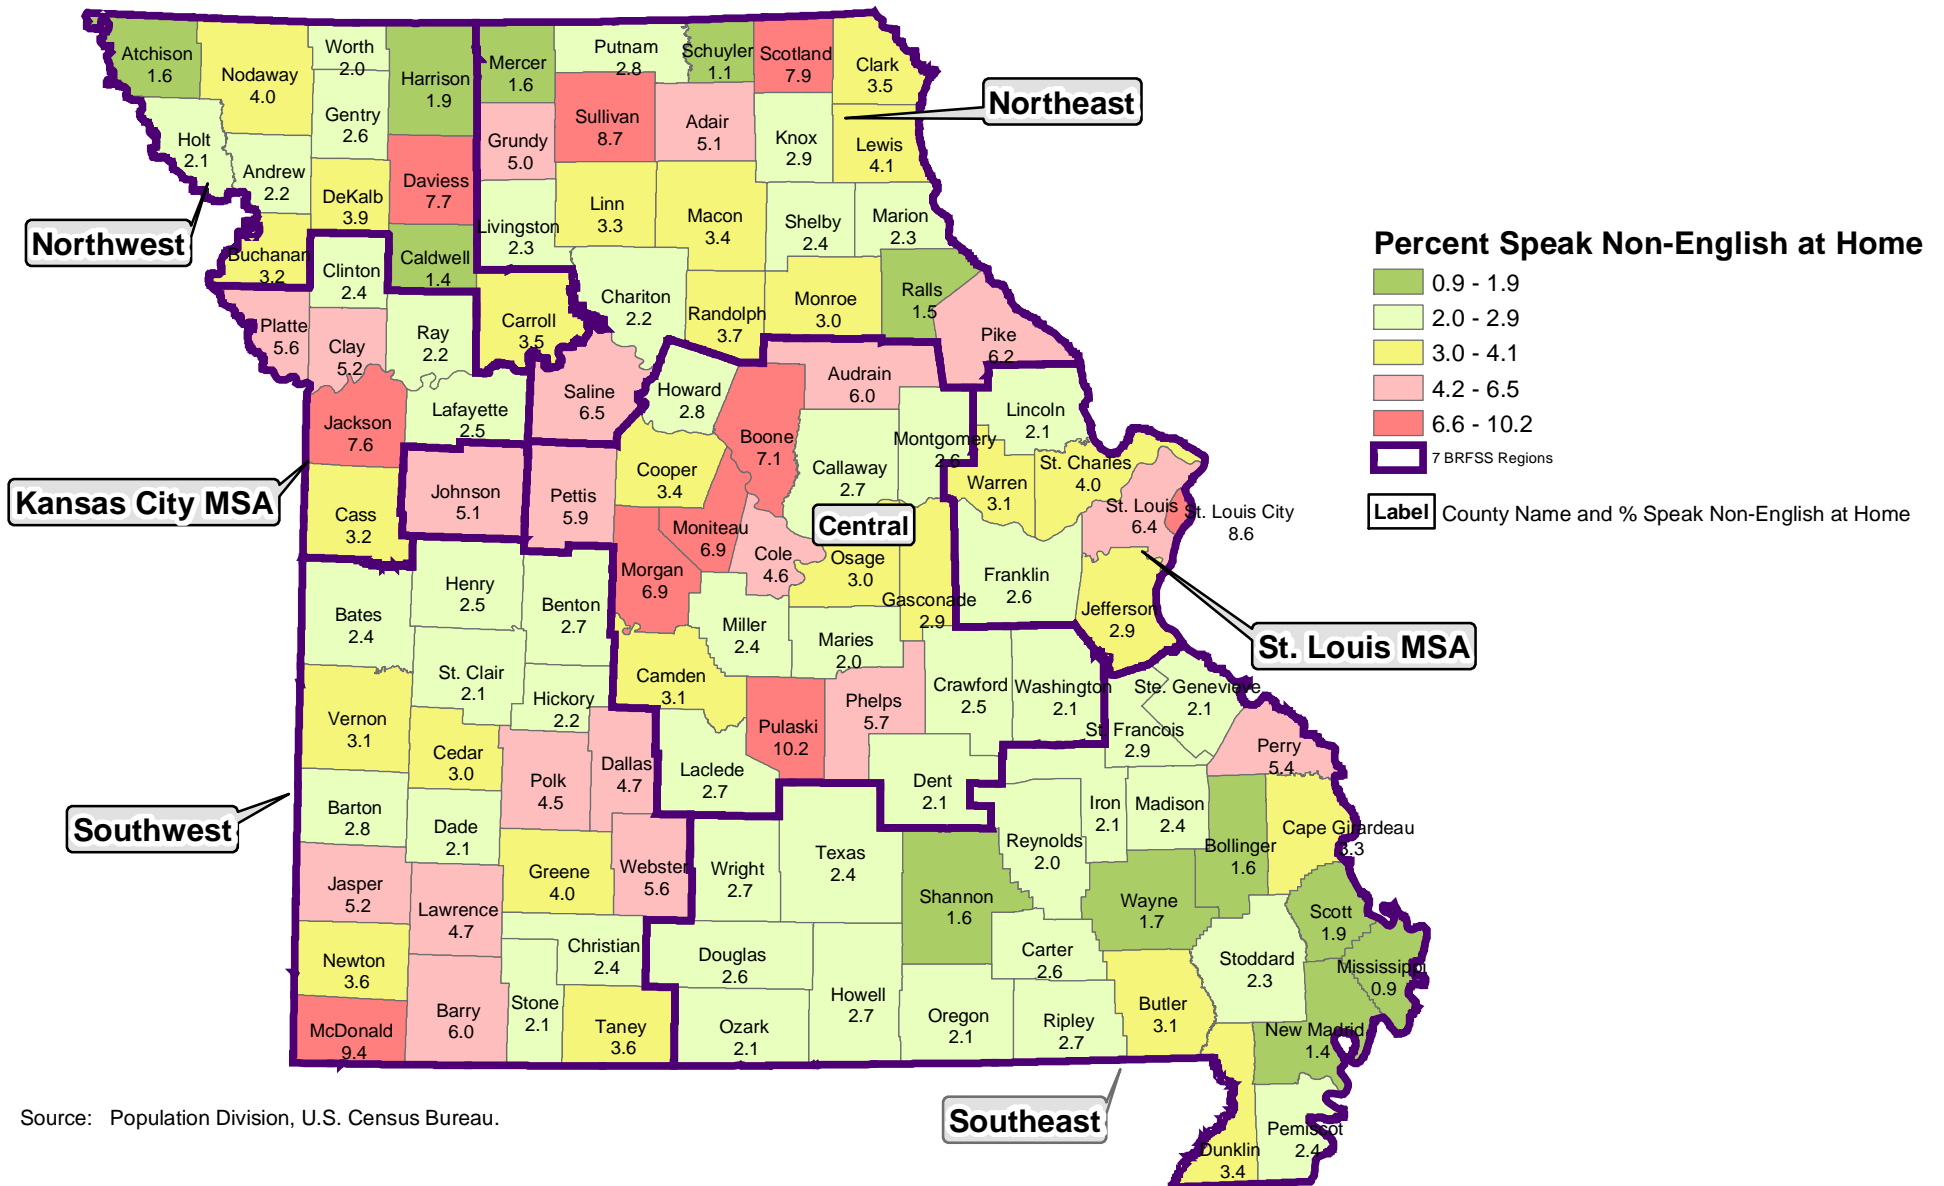 Atchison
1.6
Nodaway
4.0
Worth
2.0
Harrison
1.9
Mercer
1.6
Putnam
2.8
Schuyler
1.1
Scotland
7.9
Clark
3.5
Northeast
Holt
2.1
Gentry
2.6
Andrew
2.2
DeKalb
3.9
Daviess
7.7
Grundy
5.0
Sullivan
8.7
Adair
5.1
Knox
2.9
Lewis
4.1
Northwest
Buchanan
3.2
Clinton
2.4
Caldwell
1.4
Livingston
2.3
Linn
3.3
Macon
3.4
Shelby
2.4
Marion
2.3
Percent Speak Non-English at Home
0.9 - 1.9
2.0 - 2.9
3.0 - 4.1
4.2 - 6.5
6.6 - 10.2
7 BRFSS Regions
Label County Name and % Speak Non-English at Home
Platte
5.6
Clay
5.2
Ray
2.2
Carroll
3.5
Chariton
2.2
Randolph
3.7
Monroe
3.0
Ralls
1.5
Pike
6.2
Jackson
7.6
Lafayette
2.5
Saline
6.5
Howard
2.8
Boone
7.1
Audrain
6.0
Callaway
2.7
Montgomery
2.6
Lincoln
2.1
Warren
3.1
St. Charles
4.0
St. Louis
6.4
St. Louis City
8.6
Kansas City MSA
Cass
3.2
Johnson
5.1
Pettis
5.9
Cooper
3.4
Moniteau
6.9
Morgan
6.9
Cole
4.6
Central
Osage
3.0
Gasconade
2.9
Franklin
2.6
Jefferson
2.9
St. Louis MSA
Bates
2.4
Henry
2.5
Benton
2.7
Miller
2.4
Maries
2.0
Camden
3.1
St. Clair
2.1
Hickory
2.2
Vernon
3.1
Cedar
3.0
Polk
4.5
Dallas
4.7
Laclede
2.7
Pulaski
10.2
Phelps
5.7
Crawford
2.5
Washington
2.1
Dent
2.1
Ste. Genevieve
2.1
St. Francois
2.9
Perry
5.4
Southwest
Barton
2.8
Dade
2.1
Greene
4.0
Webster
5.6
Wright
2.7
Texas
2.4
Shannon
1.6
Reynolds
2.0
Iron
2.1
Madison
2.4
Bollinger
1.6
Cape Girardeau
3.3
Jasper
5.2
Lawrence
4.7
Christian
2.4
Douglas
2.6
Howell
2.7
Carter
2.6
Wayne
1.7
Stoddard
2.3
Scott
1.9
Mississippi
0.9
Newton
3.6
McDonald
9.4
Barry
6.0
Stone
2.1
Taney
3.6
Ozark
2.1
Oregon
2.1
Ripley
2.7
Butler
3.1
New Madrid
1.4
Pemiscot
2.4
Dunklin
3.4
Southeast
Source: Population Division, U.S. Census Bureau.